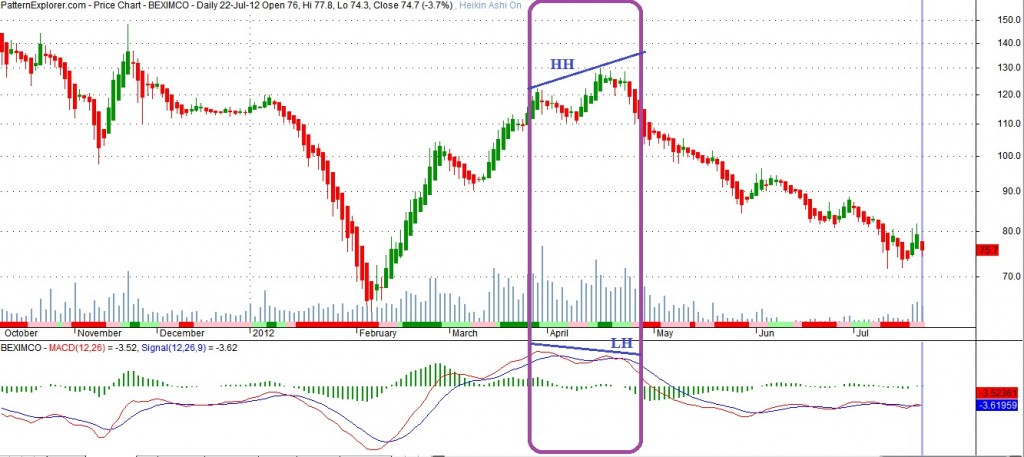 PatternExplorer.com - Price Chart - BEXIMCO - Daily 22-Jul-12 Open 76, Hi 77.8, Lo 74.3, Close 74.7 (-3.7%) , Heikin Ashi On
150.0
140.0
HH
130.0
120.0
110.0
100.0
90.0
80.0
75.7
70.0
October November December 2012 February March April May Jun Jul
BEXIMCO - MACD(12,26) = -3.52, Signal(12,26,9) = -3.62
LH
-3.52361
-3.61959